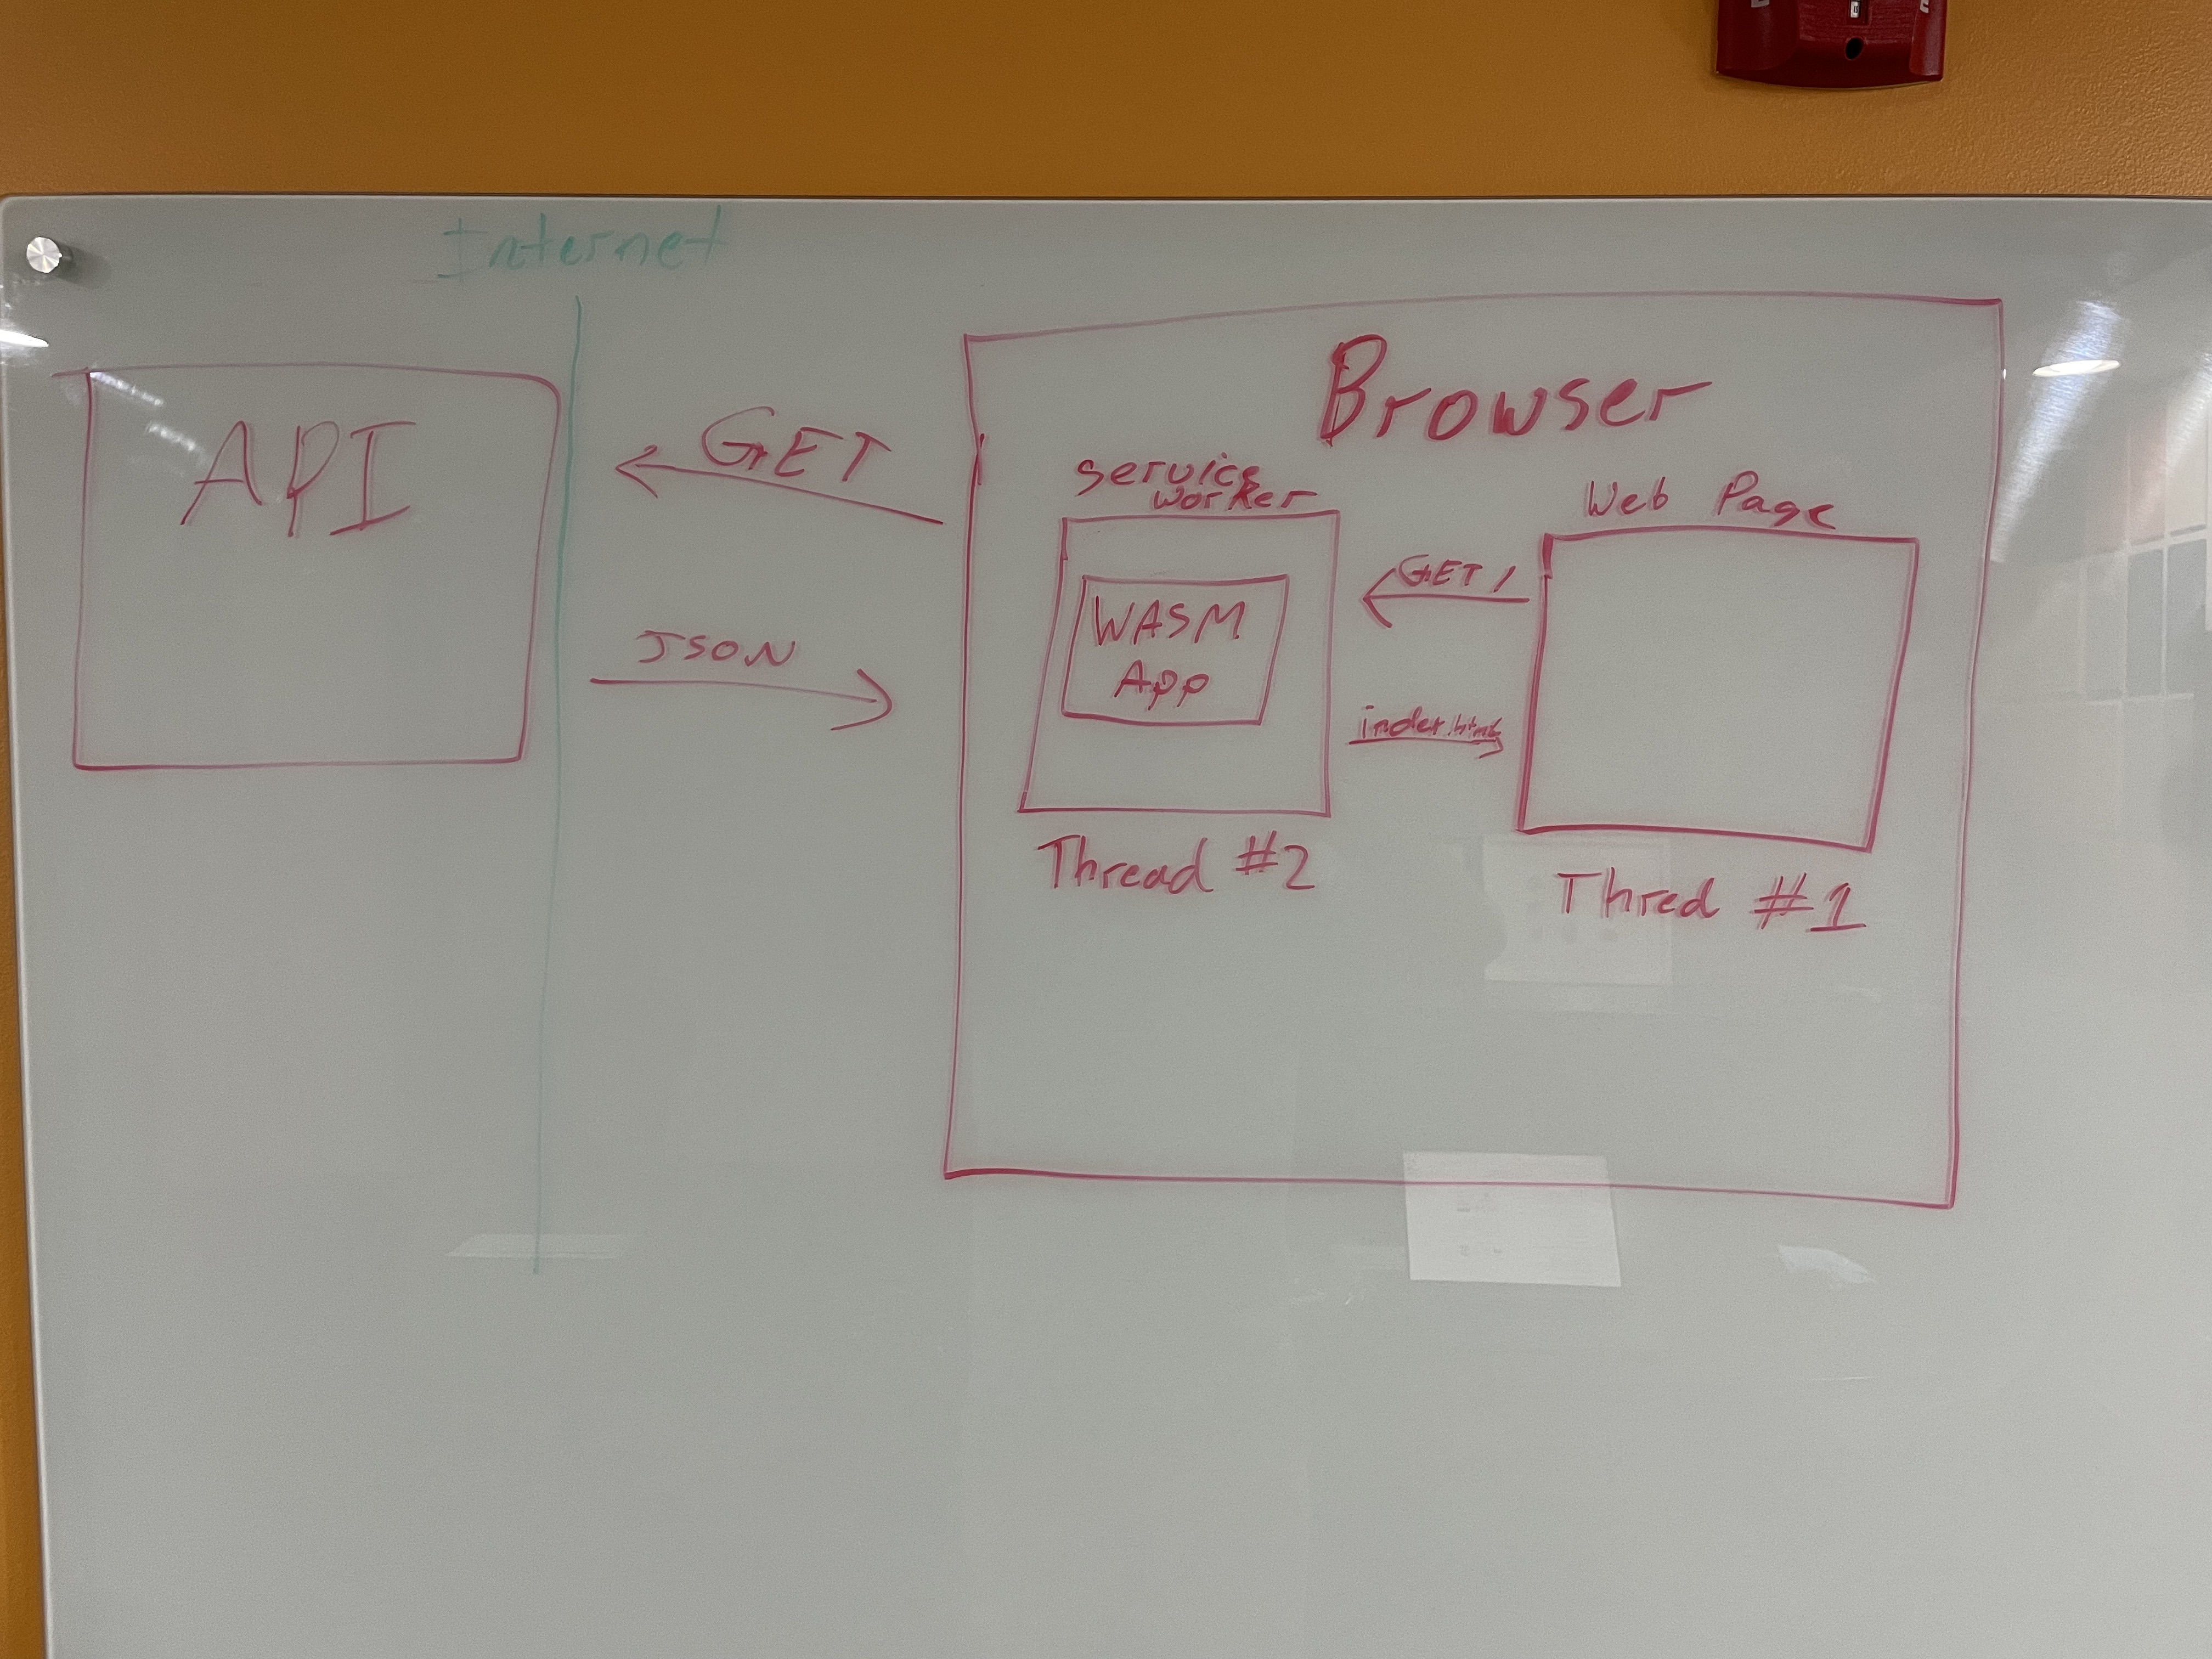 Internet
API
GET
JSON
Browser
service
worker
WASM
App
Thread #2
GET /
index.html
Web Page
Thred #1